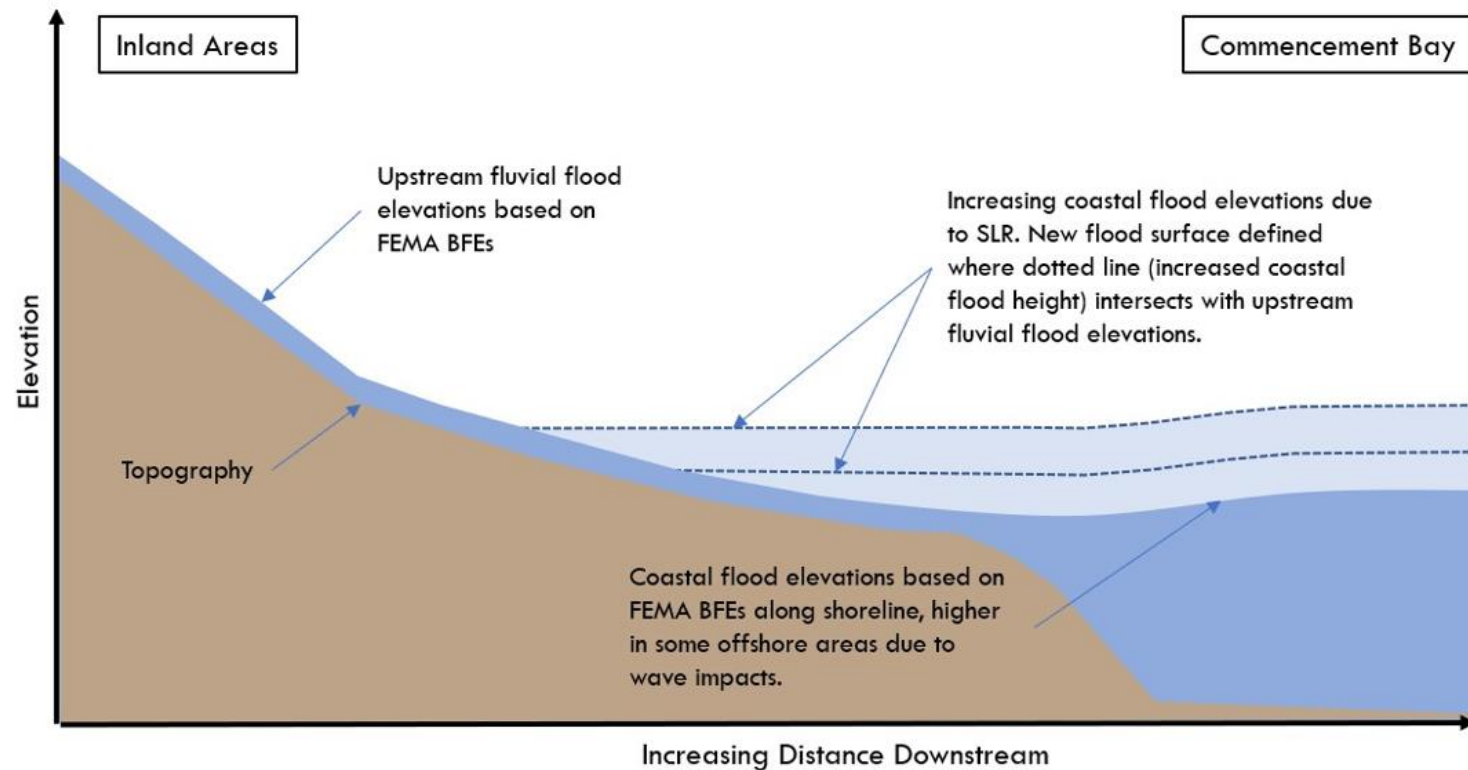 Inland Areas
Commencement Bay
Upstream fluvial flood
elevations based on
FEMA BFEs
Increasing coastal flood elevations due
to SLR. New flood surface defined
where dotted line (increased coastal
flood height) intersects with upstream
fluvial flood elevations.
Elevation
Topography
Coastal flood elevations based on
FEMA BFEs along shoreline, higher
in some offshore areas due to
wave impacts.
Increasing Distance Downstream